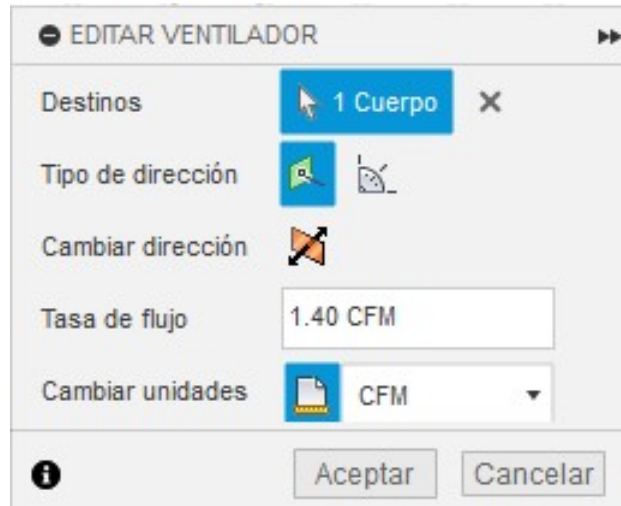 EDITAR VENTILADOR
Destinos 1 Cuerpo
Tipo de dirección
Cambiar dirección
Tasa de flujo 1.40 CFM
Cambiar unidades CFM
Aceptar Cancelar